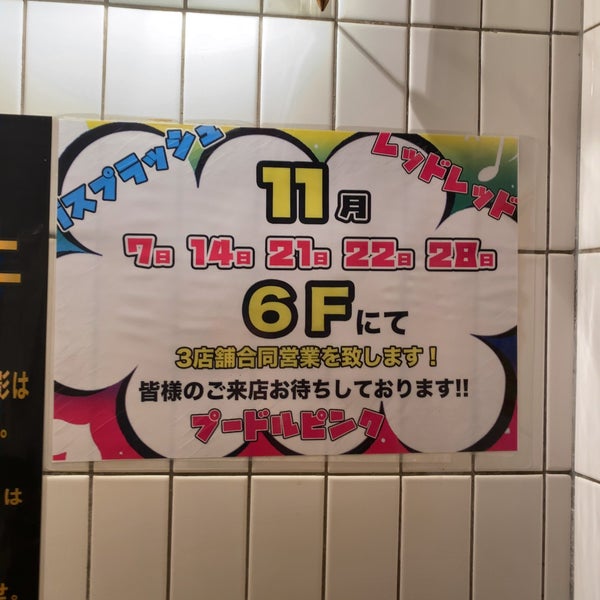 スプラッシュ
レッドレッド
11月
7日 14日 21日 22日 28日
6Fにて
3店舗合同営業を致します！
皆様のご来店お待ちしております!!
プードルピンク
影は
。
は